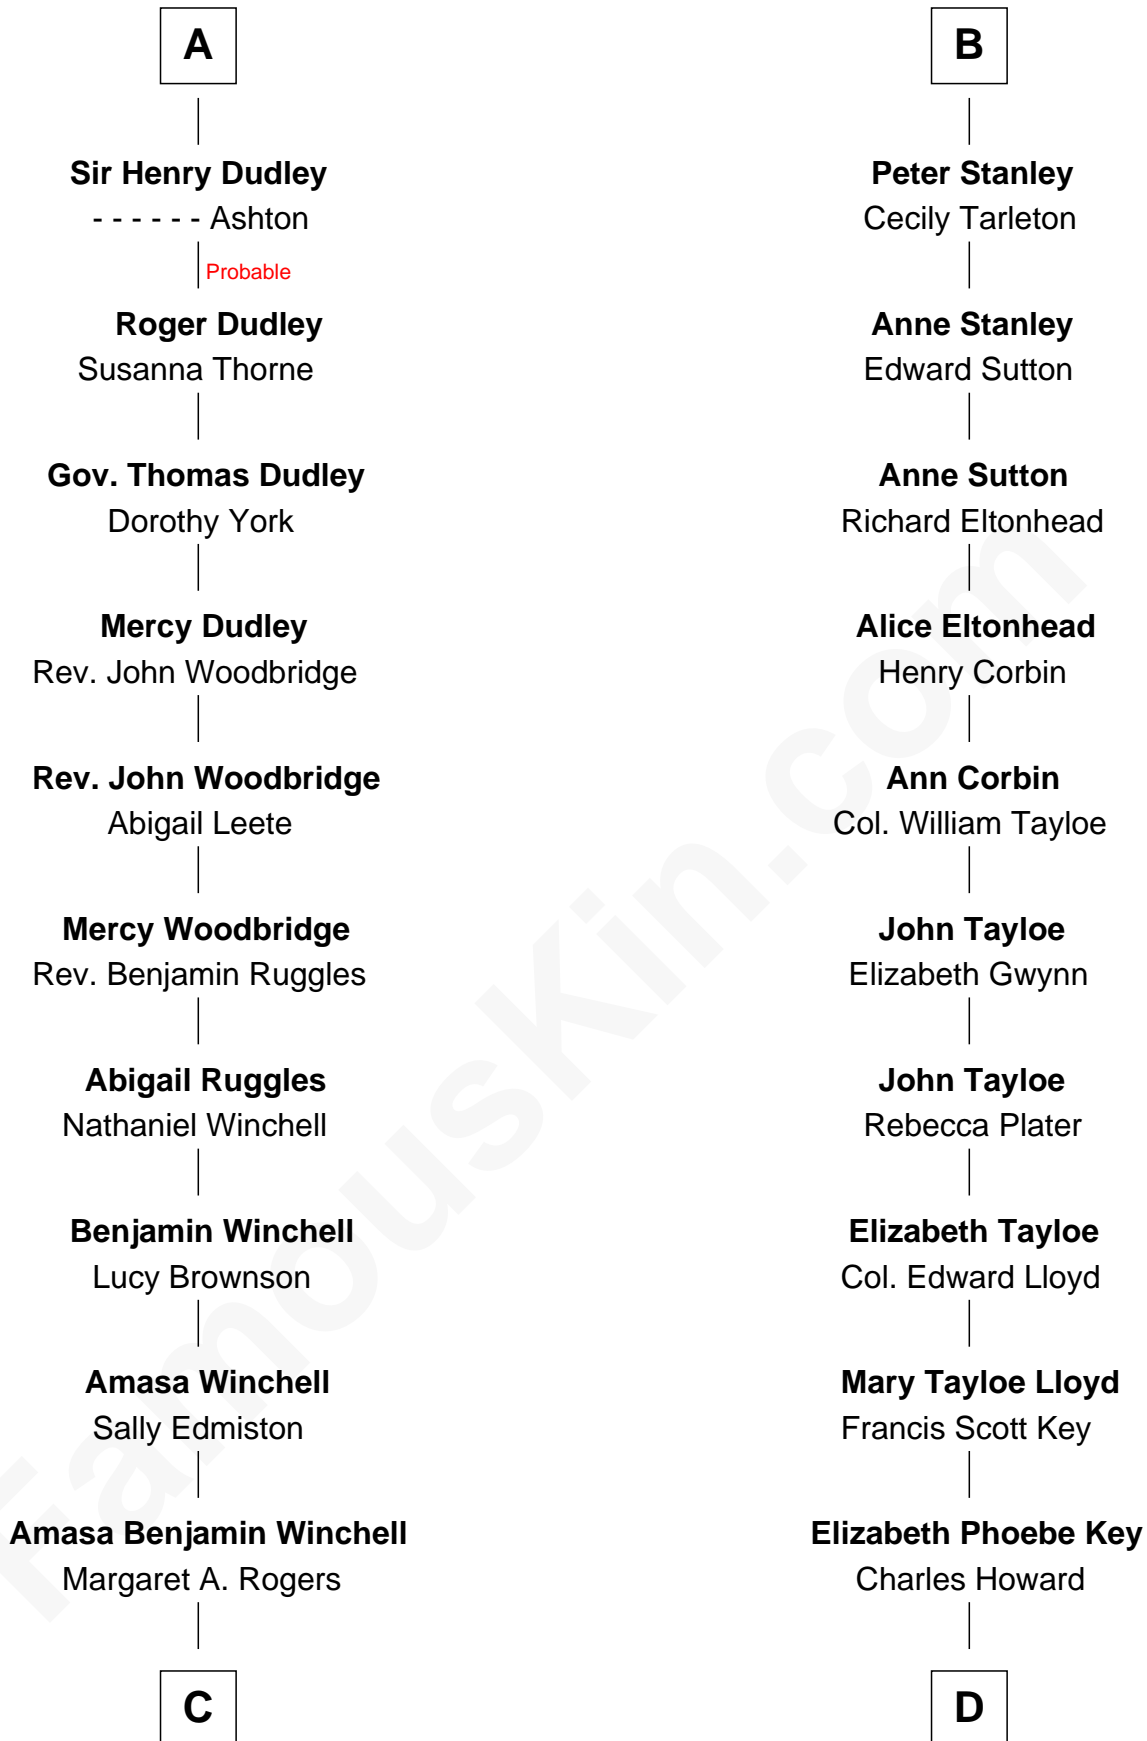 A
Sir Henry Dudley
- - - - - - Ashton
Probable
Roger Dudley
Susanna Thorne
Gov. Thomas Dudley
Dorothy York
Mercy Dudley
Rev. John Woodbridge
Rev. John Woodbridge
Abigail Leete
Mercy Woodbridge
Rev. Benjamin Ruggles
Abigail Ruggles
Nathaniel Winchell
Benjamin Winchell
Lucy Brownson
Amasa Winchell
Sally Edmiston
Amasa Benjamin Winchell
Margaret A. Rogers
C
B
Peter Stanley
Cecily Tarleton
Anne Stanley
Edward Sutton
Anne Sutton
Richard Eltonhead
Alice Eltonhead
Henry Corbin
Ann Corbin
Col. William Tayloe
John Tayloe
Elizabeth Gwynn
John Tayloe
Rebecca Plater
Elizabeth Tayloe
Col. Edward Lloyd
Mary Tayloe Lloyd
Francis Scott Key
Elizabeth Phoebe Key
Charles Howard
D
FamousKin.com